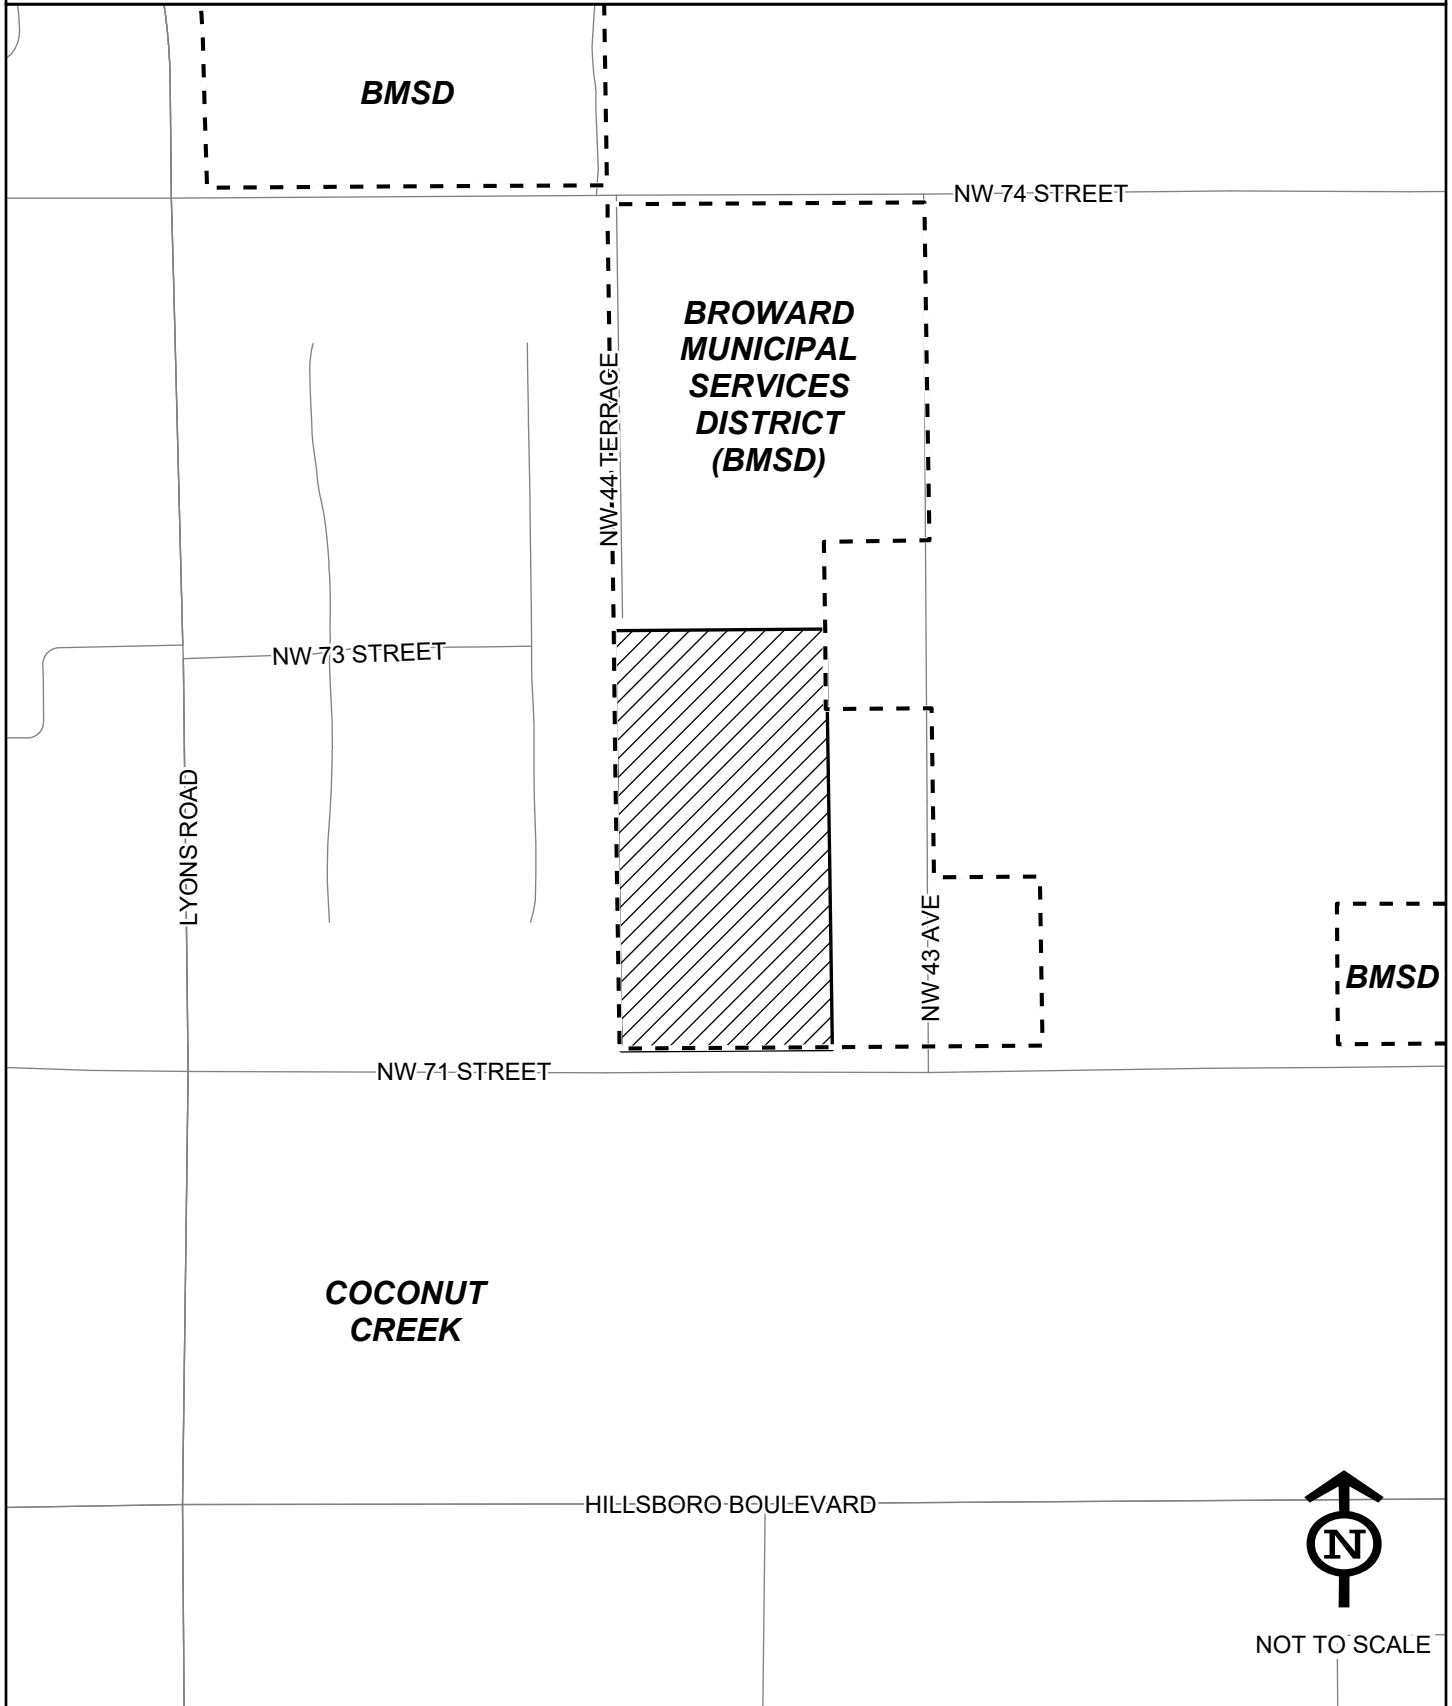 BMSD
NW 74 STREET
BROWARD
MUNICIPAL
SERVICES
DISTRICT
(BMSD)
NW 44 TERRACE
NW 73 STREET
LYONS ROAD
NW 43 AVE
BMSD
NW 71 STREET
COCONUT
CREEK
HILLSBORO BOULEVARD
N
NOT TO SCALE